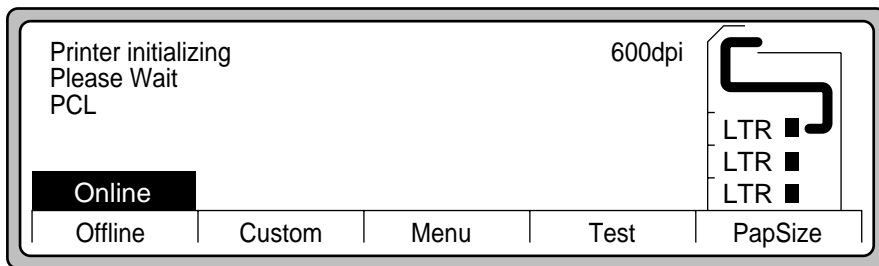 Printer initializing 600dpi
Please Wait
PCL
LTR
LTR
LTR
Online
Offline Custom Menu Test PapSize